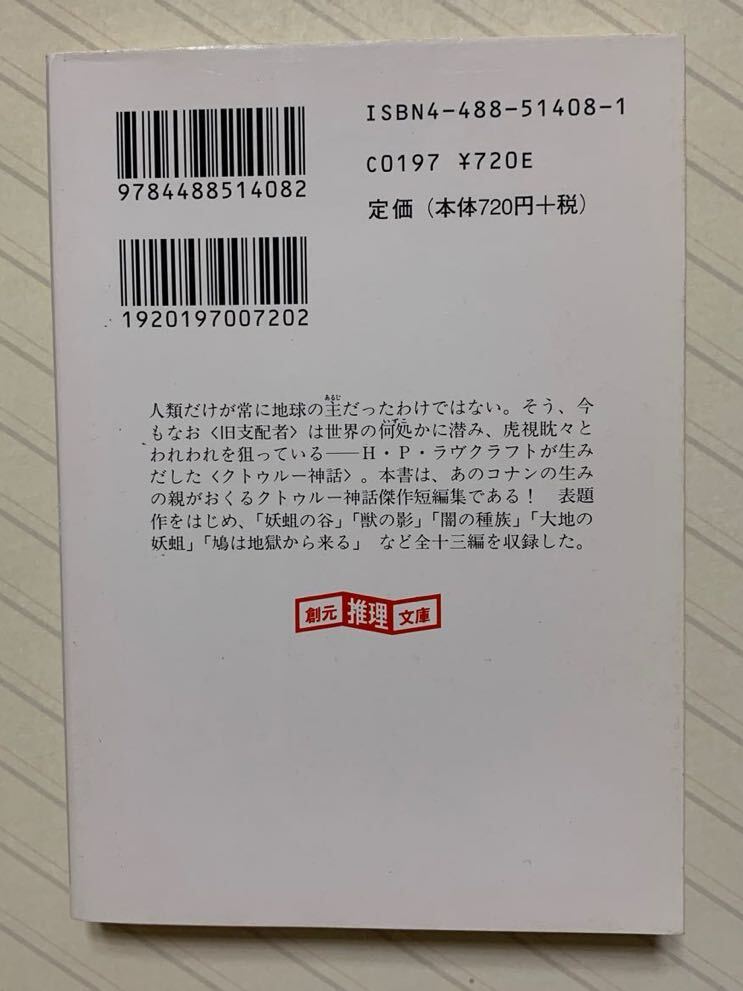 ISBN4-488-51408-1
C0197 ¥720E
定価(本体720円+税)
9784488514082
1920197007202
人類だけが常に地球の主だったわけではない。そう、今
もなお〈旧支配者〉は世界の何処かに潜み、虎視眈々と
われわれを狙っている――H・P・ラヴクラフトが生み
だした〈クトゥルー神話〉。本書は、あのコナンの生み
の親がおくるクトゥルー神話傑作短編集である! 表題
作をはじめ、「妖蛆の谷」「獣の影」「闇の種族」「大地の
妖蛆」「鳩は地獄から来る」 など全十三編を収録した。
創元 推理 文庫